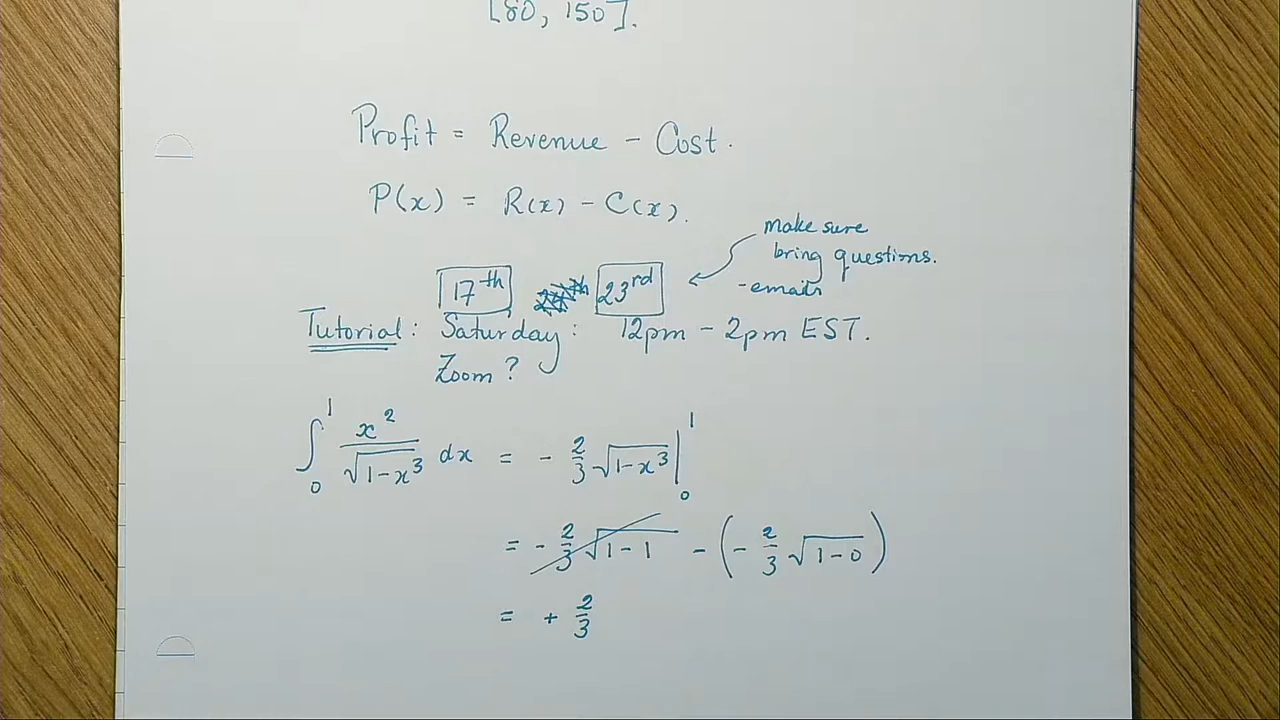 [80, 150].
Profit = Revenue - Cost.
P(x) = R(x) - C(x).
make sure
bring questions.
- emails
17th 23rd
Tutorial: Saturday: 12pm - 2pm EST.
Zoom?
∫₀¹ x²/√(1-x³) dx = - 2/3 √(1-x³) |₀¹
= - 2/3 √(1-1) - (- 2/3 √(1-0))
= + 2/3